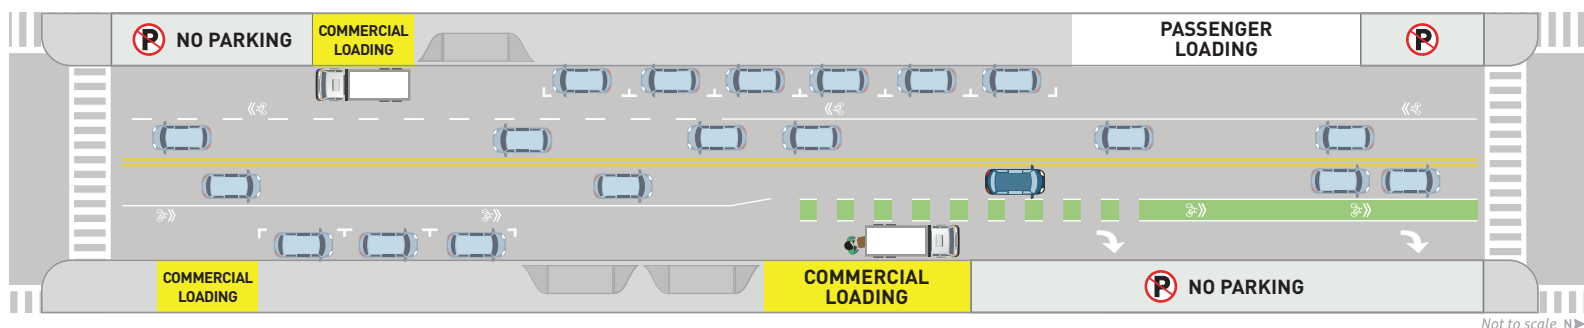 P NO PARKING
COMMERCIAL
LOADING
PASSENGER
LOADING
P
COMMERCIAL
LOADING
COMMERCIAL
LOADING
P NO PARKING
Not to scale N